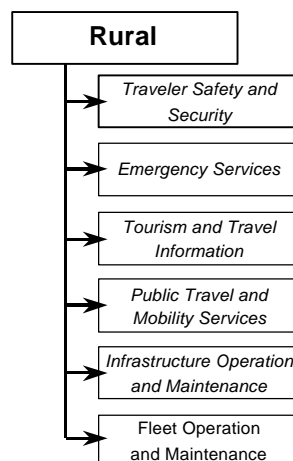 Rural
Traveler Safety and
Security
Emergency Services
Tourism and Travel
Information
Public Travel and
Mobility Services
Infrastructure Operation
and Maintenance
Fleet Operation
and Maintenance